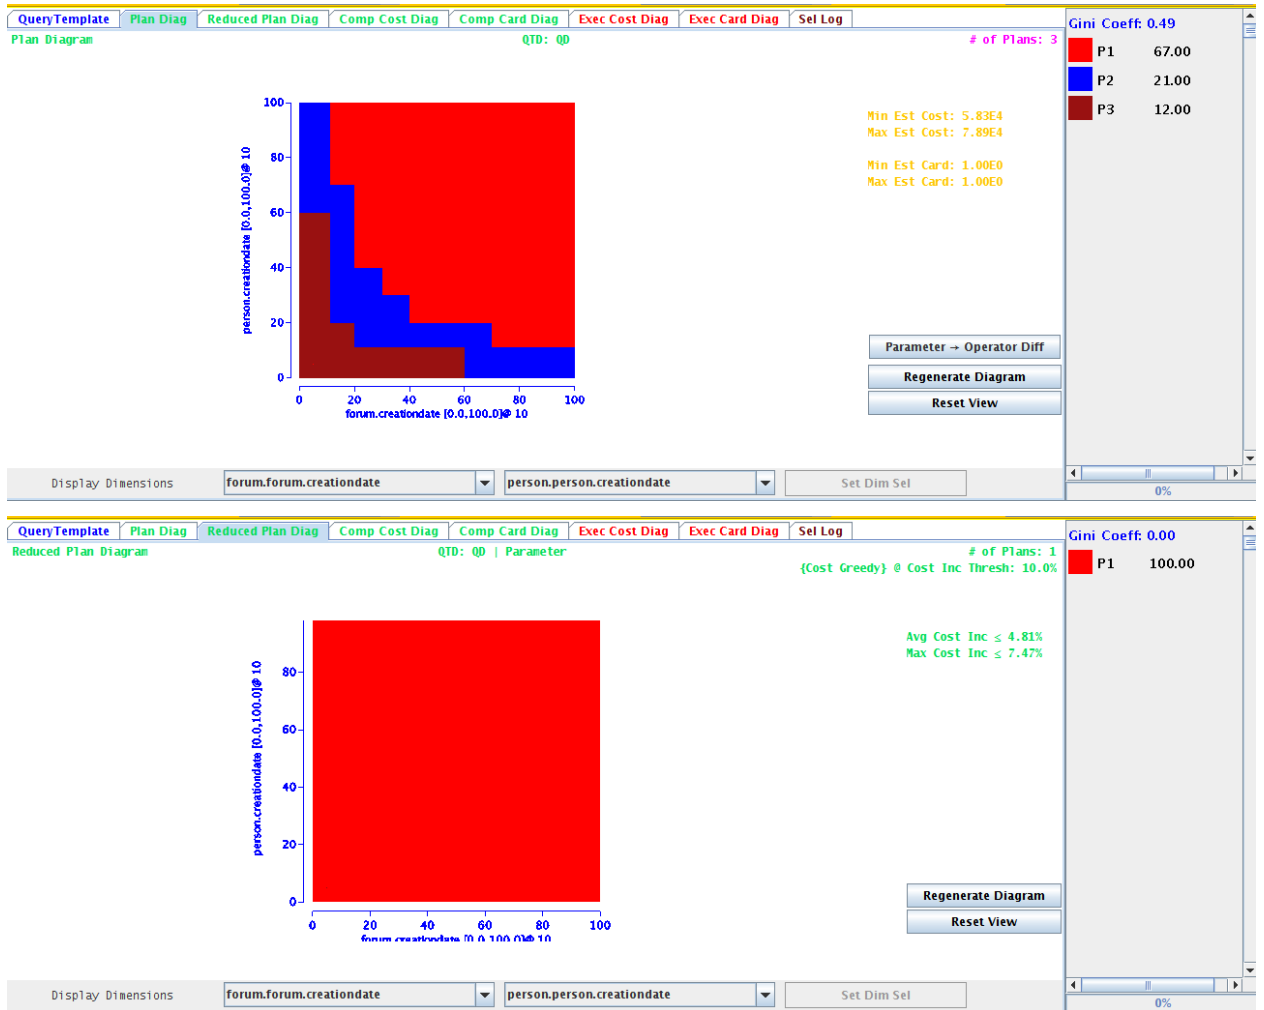 QueryTemplate Plan Diag Reduced Plan Diag Comp Cost Diag Comp Card Diag Exec Cost Diag Exec Card Diag Sel Log
Plan Diagram QTD: QD # of Plans: 3
Gini Coeff: 0.49
P1 67.00
P2 21.00
P3 12.00
Min Est Cost: 5.83E4
Max Est Cost: 7.89E4
Min Est Card: 1.00E0
Max Est Card: 1.00E0
100
80
60
40
20
0
person.creationdate [0.0,100.0]@ 10
0 20 40 60 80 100
forum.creationdate [0.0,100.0]@ 10
Parameter → Operator Diff
Regenerate Diagram
Reset View
Display Dimensions forum.forum.creationdate person.person.creationdate Set Dim Sel
0%
QueryTemplate Plan Diag Reduced Plan Diag Comp Cost Diag Comp Card Diag Exec Cost Diag Exec Card Diag Sel Log
Reduced Plan Diagram QTD: QD | Parameter # of Plans: 1
{Cost Greedy} @ Cost Inc Thresh: 10.0%
Gini Coeff: 0.00
P1 100.00
Avg Cost Inc ≤ 4.81%
Max Cost Inc ≤ 7.47%
80
60
40
20
0
person.creationdate [0.0,100.0]@ 10
0 20 40 60 80 100
forum.creationdate [0.0,100.0]@ 10
Regenerate Diagram
Reset View
Display Dimensions forum.forum.creationdate person.person.creationdate Set Dim Sel
0%